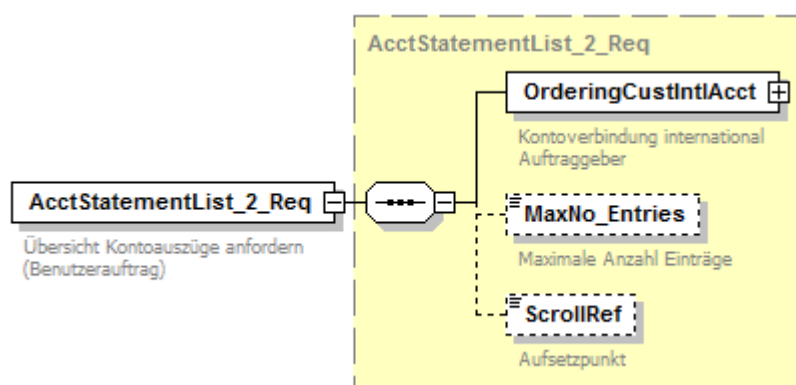 AcctStatementList_2_Req
OrderingCustIntlAcct
Kontoverbindung international
Auftraggeber
AcctStatementList_2_Req
Übersicht Kontoauszüge anfordern
(Benutzerauftrag)
MaxNo_Entries
Maximale Anzahl Einträge
ScrollRef
Aufsetzpunkt